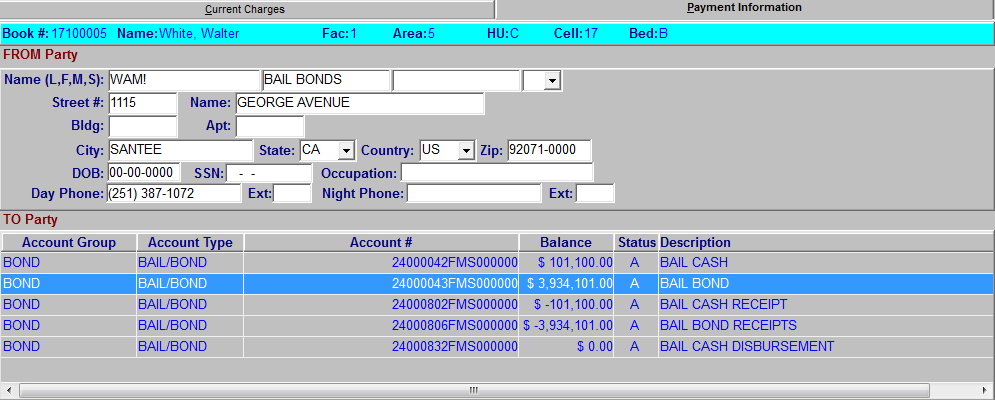 Current Charges Payment Information
Book #: 17100005 Name: White, Walter Fac: 1 Area: 5 HU: C Cell: 17 Bed: B
FROM Party
Name (L,F,M,S): WAM! BAIL BONDS
Street #: 1115 Name: GEORGE AVENUE
Bldg: Apt:
City: SANTEE State: CA Country: US Zip: 92071-0000
DOB: 00-00-0000 SSN: - - Occupation:
Day Phone: (251) 387-1072 Ext: Night Phone: Ext:
TO Party
Account Group Account Type Account # Balance Status Description
BOND BAIL/BOND 24000042FMS000000 $ 101,100.00 A BAIL CASH
BOND BAIL/BOND 24000043FMS000000 $ 3,934,101.00 A BAIL BOND
BOND BAIL/BOND 24000802FMS000000 $ -101,100.00 A BAIL CASH RECEIPT
BOND BAIL/BOND 24000806FMS000000 $ -3,934,101.00 A BAIL BOND RECEIPTS
BOND BAIL/BOND 24000832FMS000000 $ 0.00 A BAIL CASH DISBURSEMENT